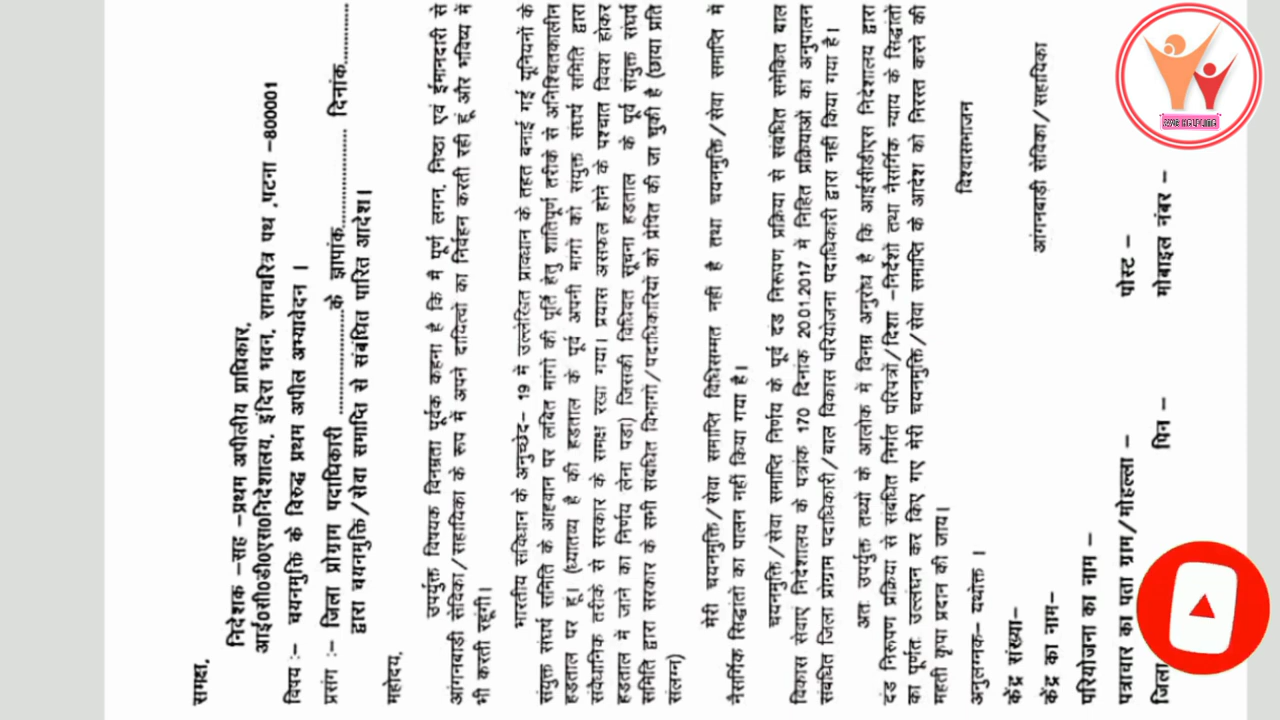 समक्ष,
निदेशक –सह –प्रथम अपीलीय प्राधिकार,
आई0सी0डी0एस0निदेशालय, इंदिरा भवन, रामचरित्र पथ ,पटना –800001
विषय :– चयनमुक्ति के विरुद्ध प्रथम अपील अभ्यावेदन ।
प्रसंग :– जिला प्रोग्राम पदाधिकारी ....................के ज्ञापांक.................... दिनांक............
द्वारा चयनमुक्ति/सेवा समाप्ति से संबंधित पारित आदेश।
महोदय,
उपर्युक्त विषयक विनम्रता पूर्वक कहना है कि मै पूर्ण लगन, निष्ठा एवं ईमानदारी से
आंगनबाड़ी सेविका/सहायिका के रूप में अपने दायित्वों का निर्वहन करती रही हूं और भविष्य में
भी करती रहूंगी।
भारतीय संविधान के अनुच्छेद– 19 में उल्लेखित प्रावधान के तहत बनाई गई यूनियनों के
संयुक्त संघर्ष समिति के आहवान पर लंबित मांगों की पूर्ति हेतु शांतिपूर्ण तरीके से अनिश्चितकालीन
हडताल पर हूं। (ध्यातव्य है की हडताल के पूर्व अपनी मांगों को संयुक्त संघर्ष समिति द्वारा
संवैधानिक तरीके से सरकार के समक्ष रखा गया। प्रयास असफल होने के पश्चात विवश होकर
हडताल में जाने का निर्णय लेना पडा) जिसकी विधिवत सूचना हडताल के पूर्व संयुक्त संघर्ष
समिति द्वारा सरकार के सभी संबंधित विभागों/पदाधिकारियों को प्रेषित की जा चुकी है (छाया प्रति
संलग्न)
मेरी चयनमुक्ति/सेवा समाप्ति विधिसम्मत नही है तथा चयनमुक्ति/सेवा समाप्ति में
नैसर्गिक सिद्धांतों का पालन नहीं किया गया है।
चयनमुक्ति/सेवा समाप्ति निर्णय के पूर्व दंड निरूपण प्रक्रिया से संबंधित समेकित बाल
विकास सेवाएं निदेशालय के पत्रांक 170 दिनांक 20.01.2017 में निहित प्रक्रियाओं का अनुपालन
संबंधित जिला प्रोग्राम पदाधिकारी/बाल विकास परियोजना पदाधिकारी द्वारा नहीं किया गया है।
अतः उपर्युक्त तथ्यों के आलोक में विनम्र अनुरोध है कि आईसीडीएस निदेशालय द्वारा
दंड निरूपण प्रक्रिया से संबंधित निर्गत परिपत्रों/दिशा –निर्देशों तथा नैसर्गिक न्याय के सिद्धांतों
का पूर्णतः उल्लंघन कर किए गए मेरी चयनमुक्ति/सेवा समाप्ति के आदेश को निरस्त करने की
महती कृपा प्रदान की जाय।
अनुलग्नक– यथोक्त ।
विश्वासभाजन
केंद्र संख्या–
आंगनबाड़ी सेविका/सहायिका
केंद्र का नाम–
परियोजना का नाम –
पत्राचार का पता ग्राम/मोहल्ला – पोस्ट –
जिला पिन – मोबाइल नंबर –